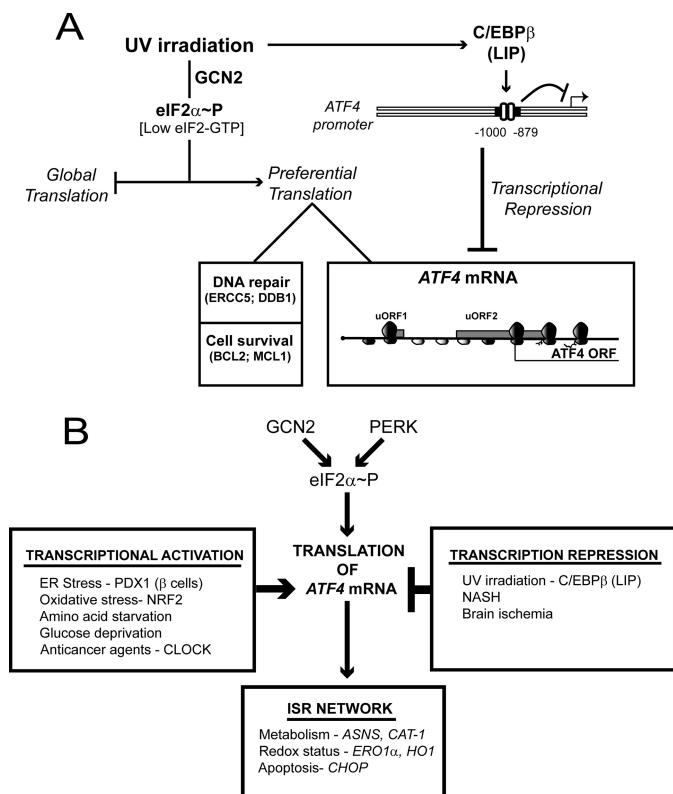 A
UV irradiation
C/EBPβ
(LIP)
GCN2
eIF2α~P
[Low eIF2-GTP]
ATF4
promoter
-1000 -879
Global
Translation
Preferential
Translation
Transcriptional
Repression
DNA repair
(ERCC5; DDB1)
Cell survival
(BCL2; MCL1)
ATF4 mRNA
uORF1
uORF2
ATF4 ORF
B
GCN2
PERK
eIF2α~P
TRANSCRIPTIONAL ACTIVATION
ER Stress - PDX1 (β cells)
Oxidative stress- NRF2
Amino acid starvation
Glucose deprivation
Anticancer agents - CLOCK
TRANSLATION
OF
ATF4 mRNA
TRANSCRIPTION REPRESSION
UV irradiation - C/EBPβ (LIP)
NASH
Brain ischemia
ISR NETWORK
Metabolism - ASNS, CAT-1
Redox status - ERO1α, HO1
Apoptosis- CHOP